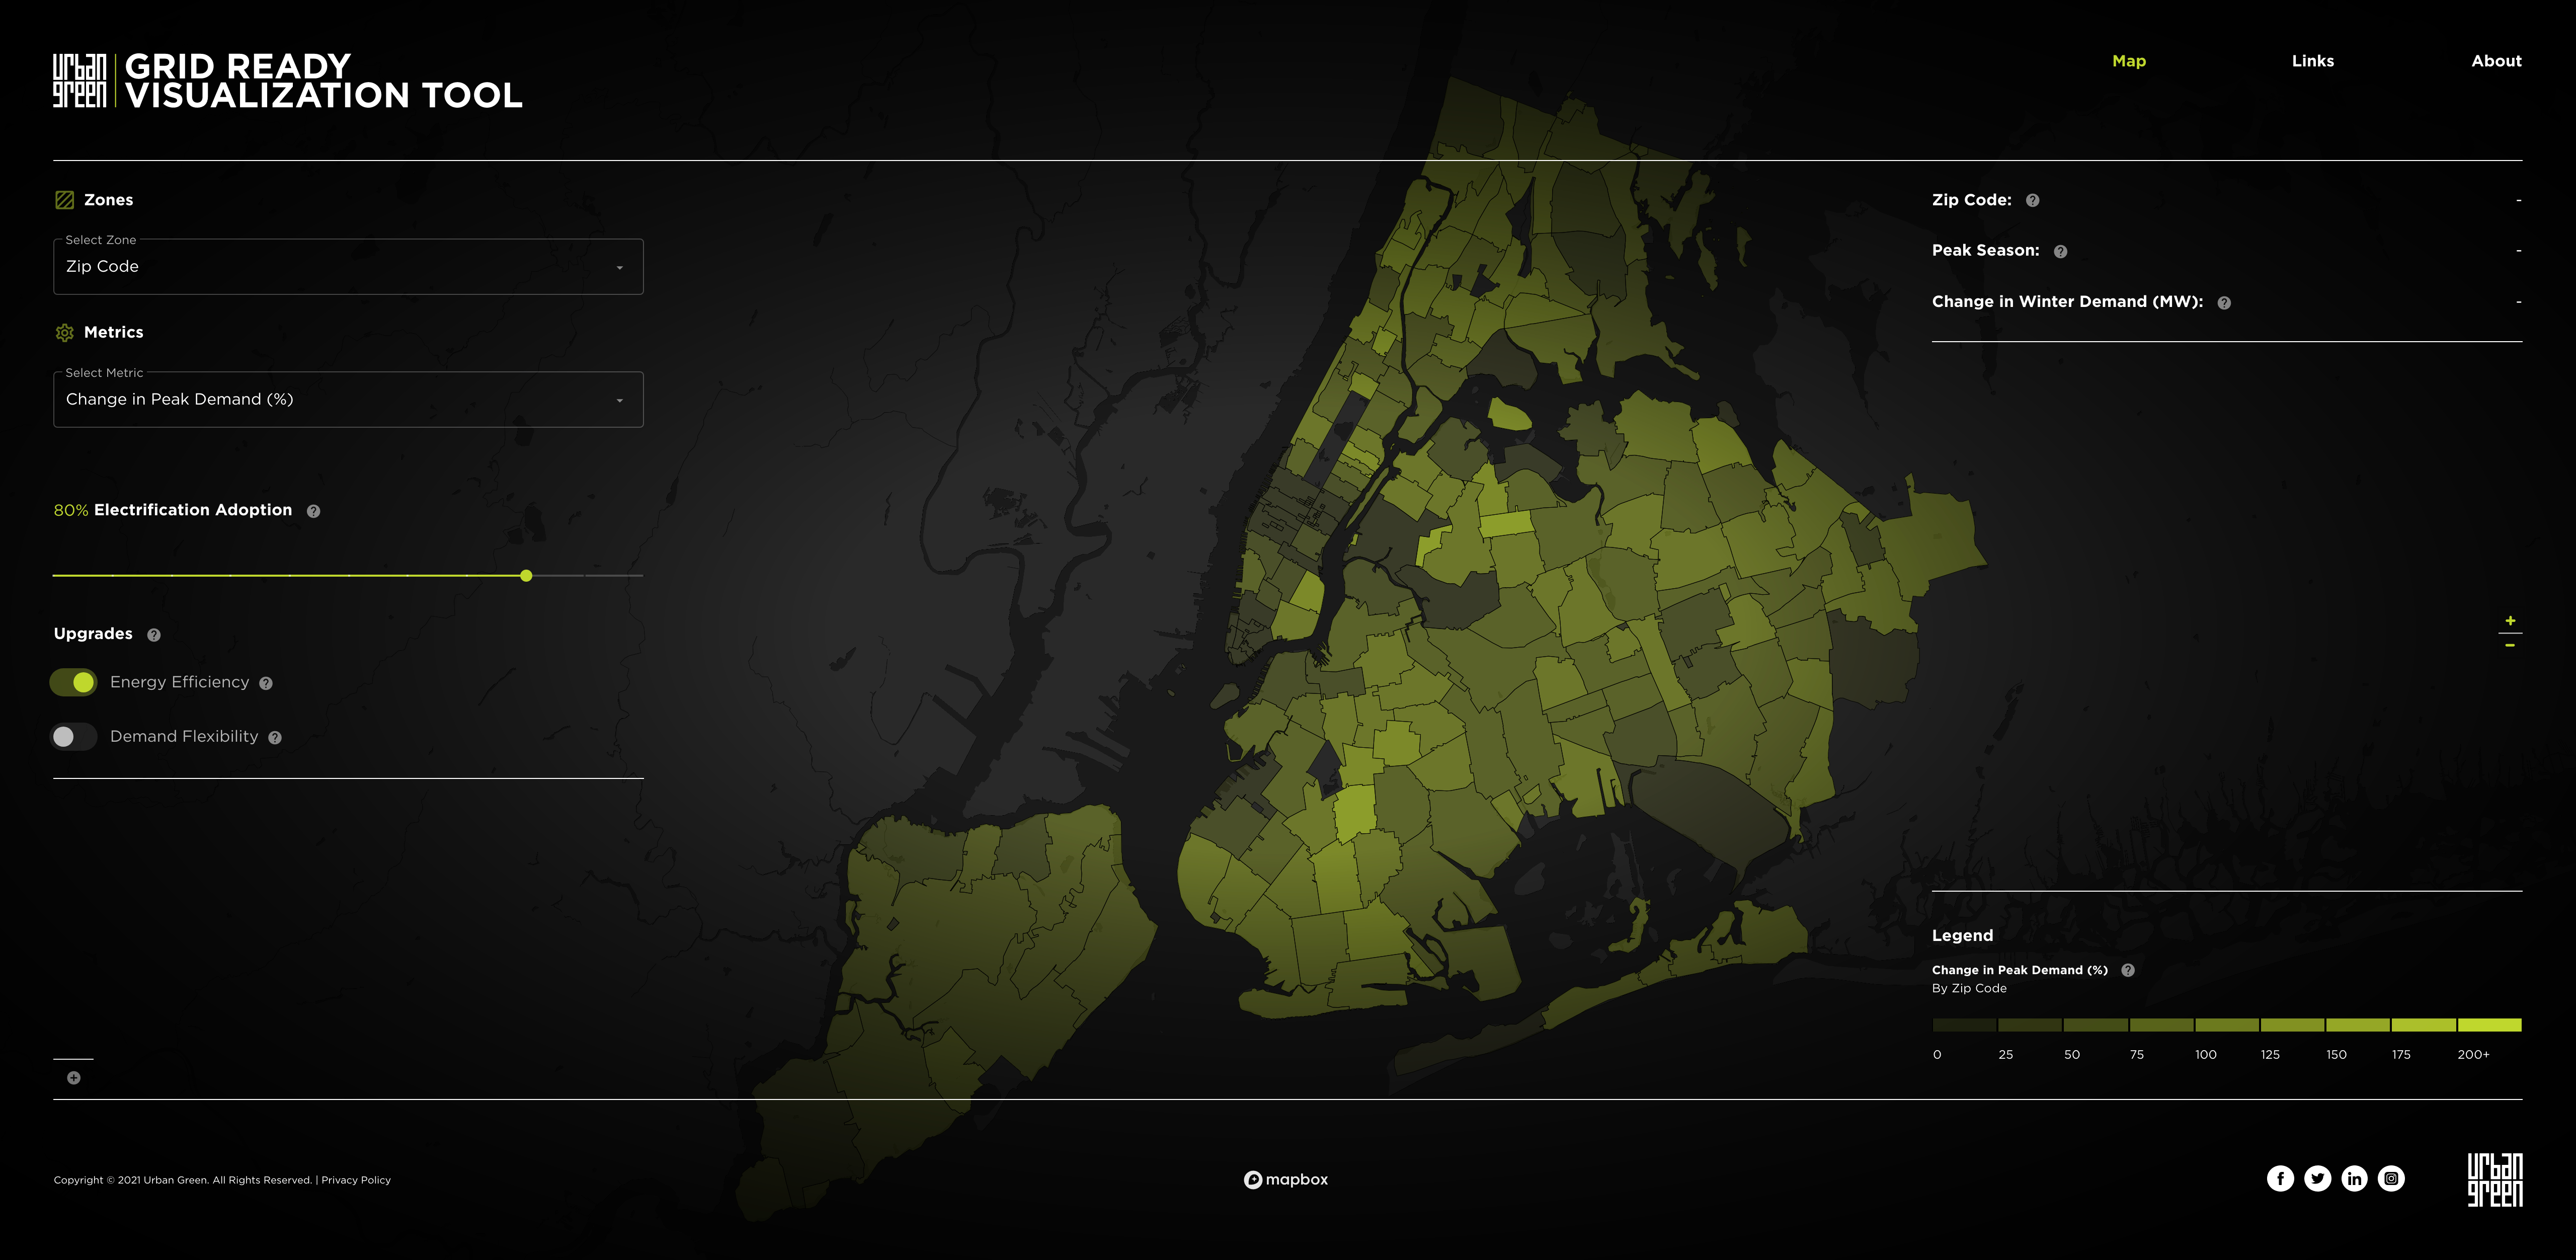 urban
green
GRID READY
VISUALIZATION TOOL
Map
Links
About
Zones
Select Zone
Zip Code
Metrics
Select Metric
Change in Peak Demand (%)
80% Electrification Adoption ?
Upgrades ?
Energy Efficiency ?
Demand Flexibility ?
Zip Code: ? -
Peak Season: ? -
Change in Winter Demand (MW): ? -
+
−
Legend
Change in Peak Demand (%) ?
By Zip Code
0 25 50 75 100 125 150 175 200+
+
Copyright © 2021 Urban Green. All Rights Reserved. | Privacy Policy
mapbox
f
in
urban
green